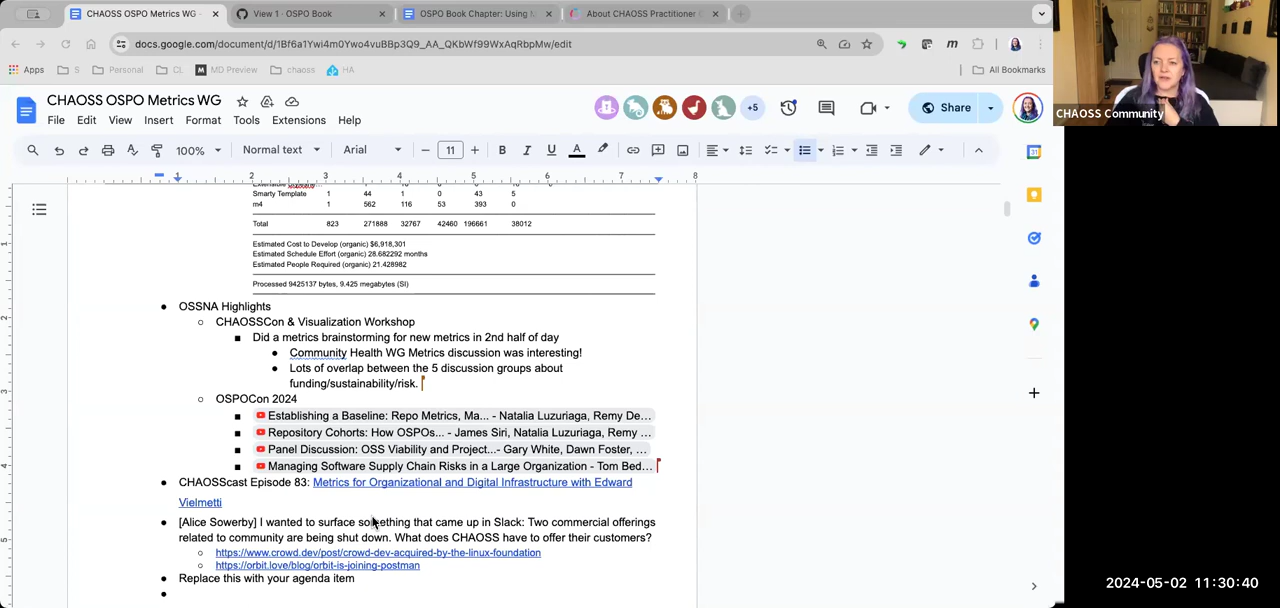 CHAOSS OSPO Metrics WG -
View 1 · OSPO Book
OSPO Book Chapter: Using M
About CHAOSS Practitioner
docs.google.com/document/d/1Bf6a1Ywi4m0Ywo4vuBBp3Q9_AA_QKbWf99WxAqRbpMw/edit
Apps
S
Personal
CL
MD Preview
chaoss
HA
All Bookmarks
CHAOSS OSPO Metrics WG
File Edit View Insert Format Tools Extensions Help
+5
Share
100%
Normal text
Arial
11
1 2 3 4 5 6 7 8
Smarty Template 1 44 1 0 43 5
m4 1 562 116 53 393 0
Total 823 271888 32767 42460 196661 38012
Estimated Cost to Develop (organic) $6,918,301
Estimated Schedule Effort (organic) 28.682292 months
Estimated People Required (organic) 21.428982
Processed 9425137 bytes, 9.425 megabytes (SI)
● OSSNA Highlights
○ CHAOSSCon & Visualization Workshop
■ Did a metrics brainstorming for new metrics in 2nd half of day
● Community Health WG Metrics discussion was interesting!
● Lots of overlap between the 5 discussion groups about
funding/sustainability/risk.
○ OSPOCon 2024
■ Establishing a Baseline: Repo Metrics, Ma... - Natalia Luzuriaga, Remy De...
■ Repository Cohorts: How OSPOs... - James Siri, Natalia Luzuriaga, Remy ...
■ Panel Discussion: OSS Viability and Project...- Gary White, Dawn Foster, ...
■ Managing Software Supply Chain Risks in a Large Organization - Tom Bed...
● CHAOSScast Episode 83: Metrics for Organizational and Digital Infrastructure with Edward
Vielmetti
● [Alice Sowerby] I wanted to surface something that came up in Slack: Two commercial offerings
related to community are being shut down. What does CHAOSS have to offer their customers?
○ https://www.crowd.dev/post/crowd-dev-acquired-by-the-linux-foundation
○ https://orbit.love/blog/orbit-is-joining-postman
● Replace this with your agenda item
●
CHAOSS Community
2024-05-02 11:30:40